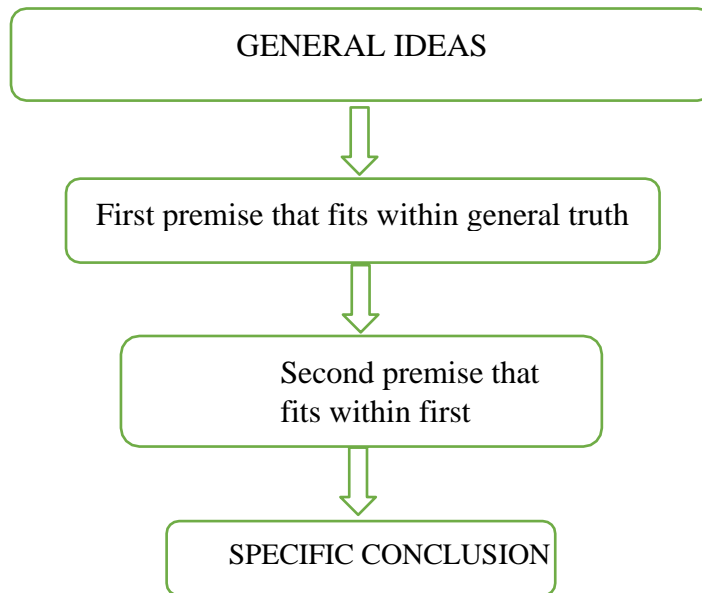 GENERAL IDEAS
First premise that fits within general truth
Second premise that
fits within first
SPECIFIC CONCLUSION